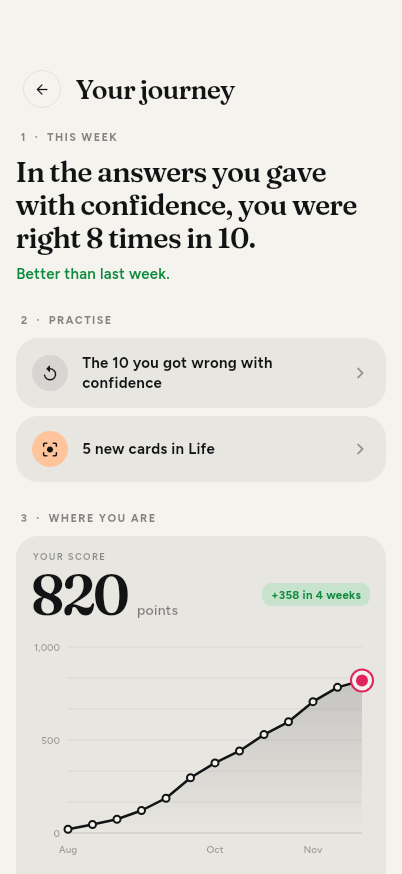 Your journey
1 · THIS WEEK
In the answers you gave
with confidence, you were
right 8 times in 10.
Better than last week.
2 · PRACTISE
The 10 you got wrong with
confidence
5 new cards in Life
3 · WHERE YOU ARE
YOUR SCORE
820 points
+358 in 4 weeks
1,000
500
0
Aug Oct Nov